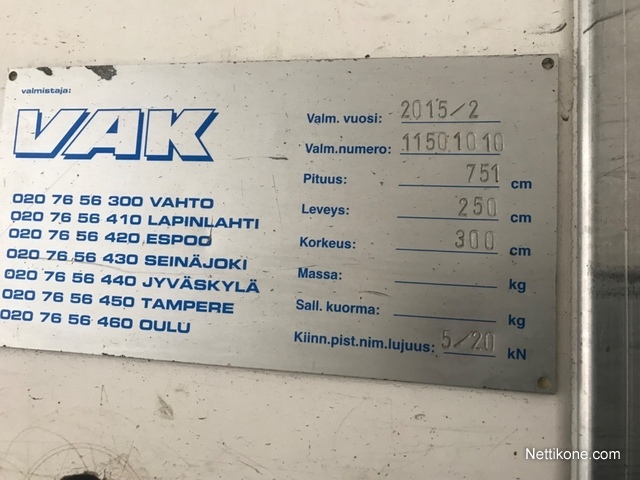 valmistaja:
VAK
020 76 56 300 VAHTO
020 76 56 410 LAPINLAHTI
020 76 56 420 ESPOO
020 76 56 430 SEINÄJOKI
020 76 56 440 JYVÄSKYLÄ
020 76 56 450 TAMPERE
020 76 56 460 OULU
Valm. vuosi: 2015/2
Valm.numero: 11501010
Pituus: 751 cm
Leveys: 250 cm
Korkeus: 300 cm
Massa: kg
Sall. kuorma: kg
Kiinn.pist.nim.lujuus: 5/20 kN
Nettikone.com